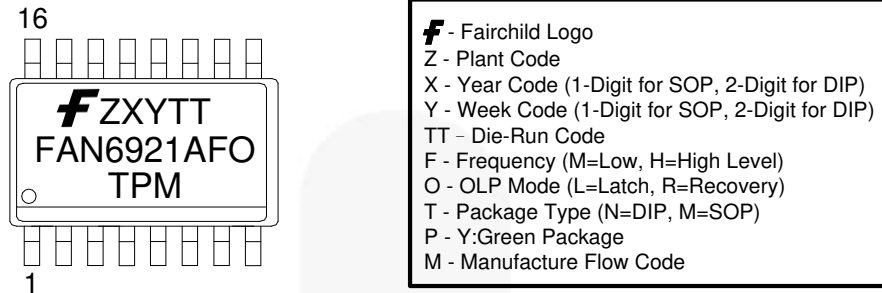 16
ZXYTT
FAN6921AFO
TPM
1
F - Fairchild Logo
Z - Plant Code
X - Year Code (1-Digit for SOP, 2-Digit for DIP)
Y - Week Code (1-Digit for SOP, 2-Digit for DIP)
TT - Die-Run Code
F - Frequency (M=Low, H=High Level)
O - OLP Mode (L=Latch, R=Recovery)
T - Package Type (N=DIP, M=SOP)
P - Y:Green Package
M - Manufacture Flow Code